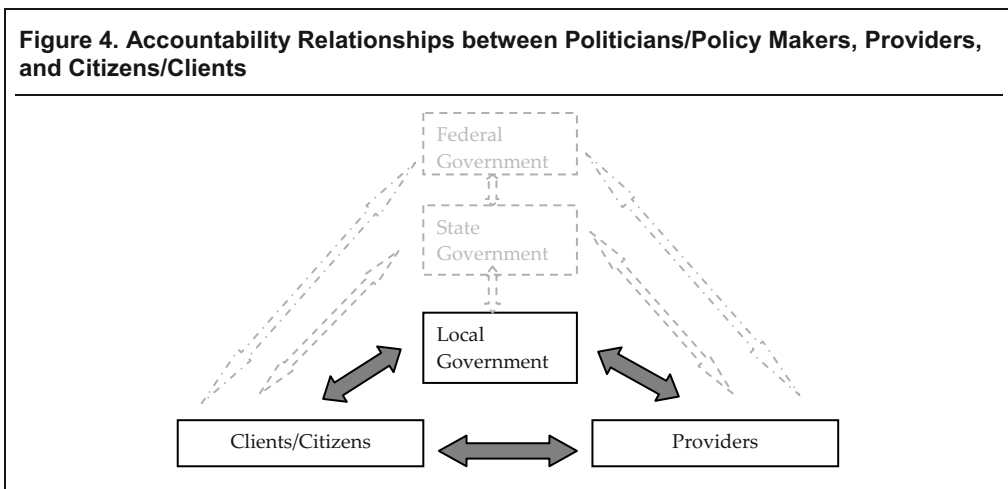 Figure 4. Accountability Relationships between Politicians/Policy Makers, Providers,
and Citizens/Clients
Federal
Government
State
Government
Local
Government
Clients/Citizens
Providers